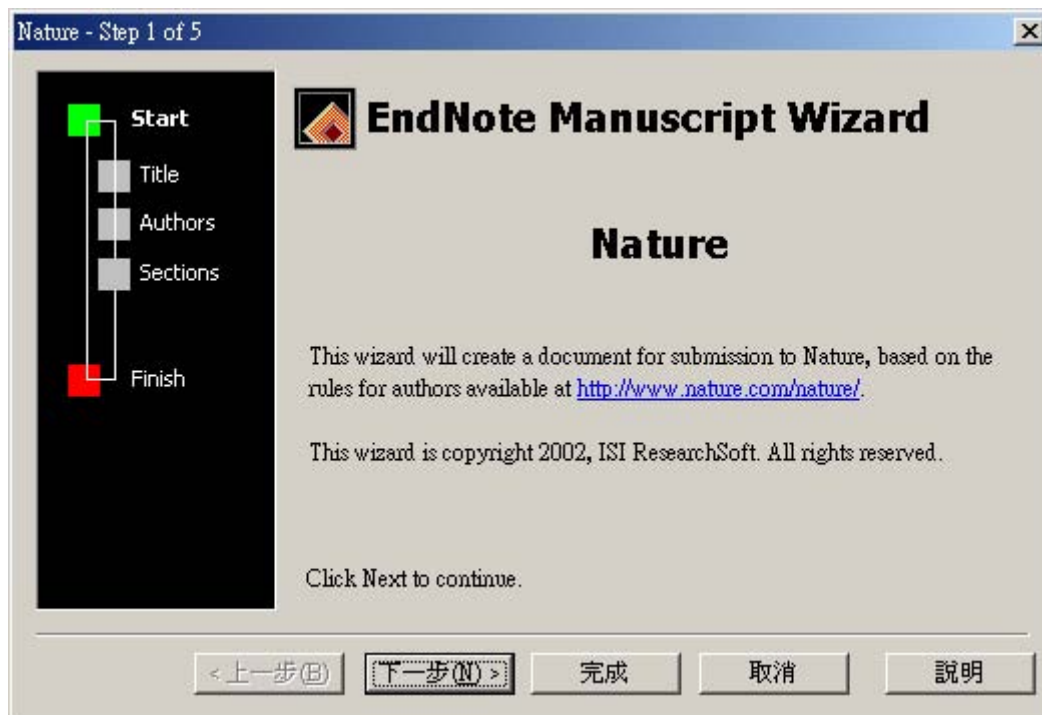 Nature - Step 1 of 5
Start
Title
Authors
Sections
Finish
EndNote Manuscript Wizard
Nature
This wizard will create a document for submission to Nature, based on the
rules for authors available at http://www.nature.com/nature/.
This wizard is copyright 2002, ISI ResearchSoft. All rights reserved.
Click Next to continue.
<上一步(B) 下一步(N) > 完成 取消 說明